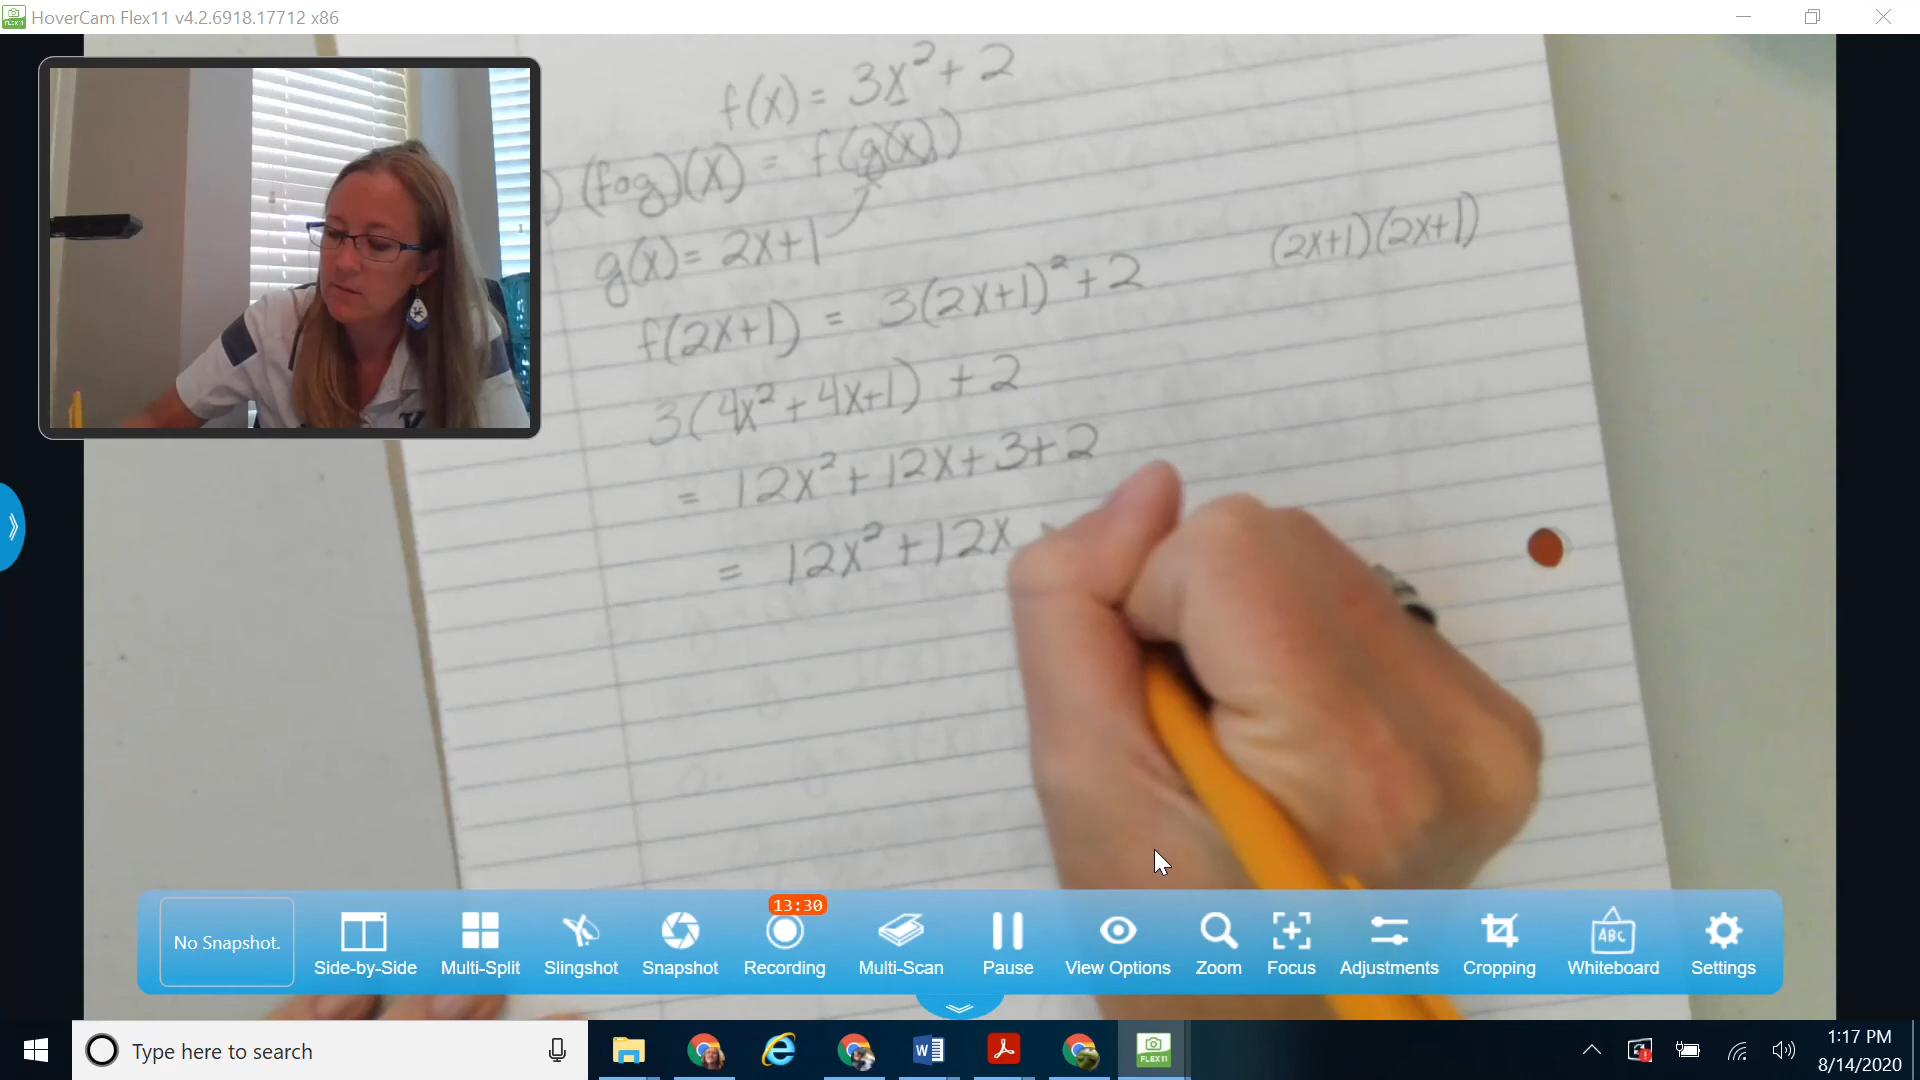 HoverCam Flex11 v4.2.6918.17712 x86
f(x) = 3x² + 2
) (fog)(x) = f(g(x))
g(x) = 2x+1
(2x+1)(2x+1)
f(2x+1) = 3(2x+1)² + 2
3(4x² + 4x+1) + 2
= 12x² + 12x + 3 + 2
= 12x² + 12x
13:30
No Snapshot.
Side-by-Side
Multi-Split
Slingshot
Snapshot
Recording
Multi-Scan
Pause
View Options
Zoom
Focus
Adjustments
Cropping
ABC
Whiteboard
Settings
Type here to search
FLEX11
1:17 PM
8/14/2020